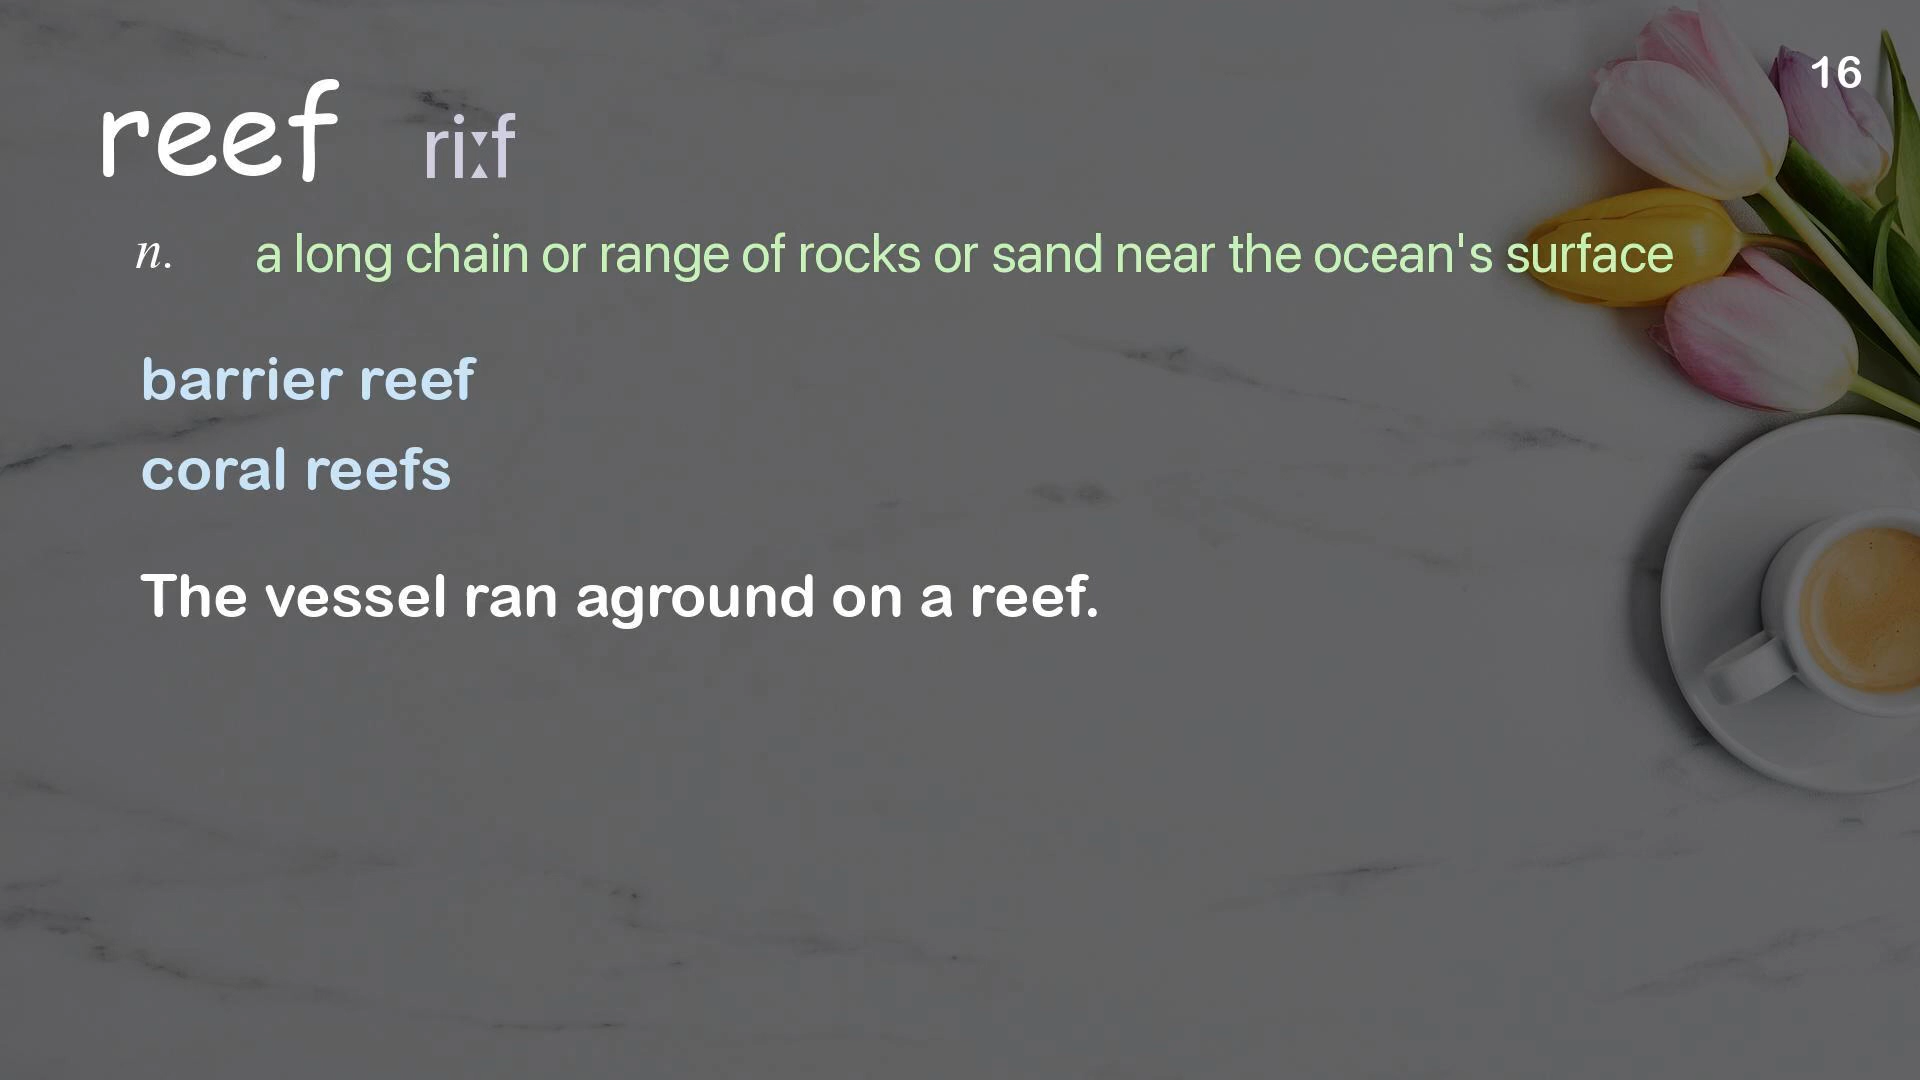 16
reef riːf
n. a long chain or range of rocks or sand near the ocean's surface
barrier reef
coral reefs
The vessel ran aground on a reef.